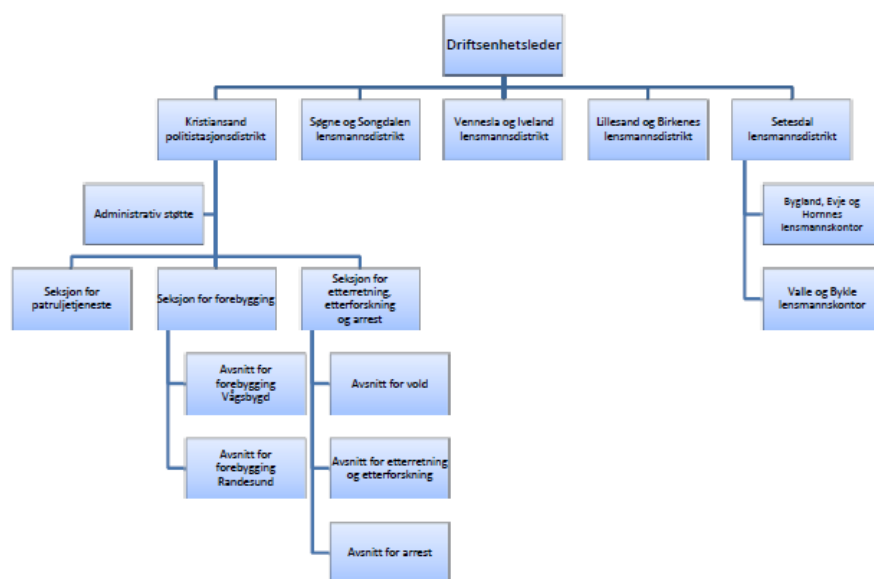 Driftsenhetsleder
Kristiansand
politistasjonsdistrikt
Søgne og Songdalen
lensmannsdistrikt
Vennesla og Iveland
lensmannsdistrikt
Lillesand og Birkenes
lensmannsdistrikt
Setesdal
lensmannsdistrikt
Administrativ støtte
Bygland, Evje og
Hornnes
lensmannskontor
Seksjon for
patruljetjeneste
Seksjon for forebygging
Seksjon for
etterretning,
etterforskning
og arrest
Valle og Bykle
lensmannskontor
Avsnitt for
forebygging
Vågsbygd
Avsnitt for vold
Avsnitt for
forebygging
Randesund
Avsnitt for etterretning
og etterforskning
Avsnitt for arrest